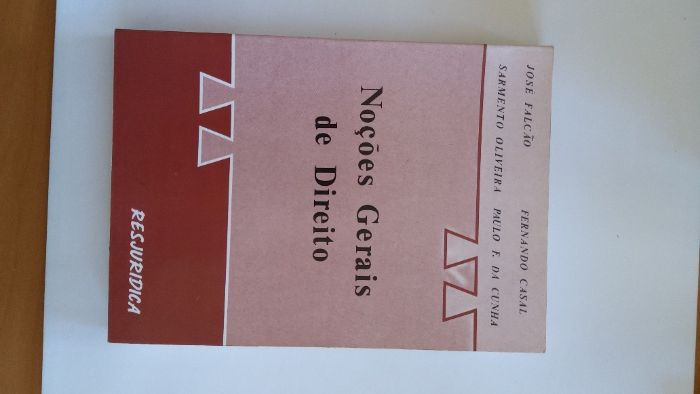 JOSÉ FALCÃO FERNANDO CASAL
SARMENTO OLIVEIRA PAULO F. DA CUNHA
Noções Gerais
de Direito
RESJURIDICA